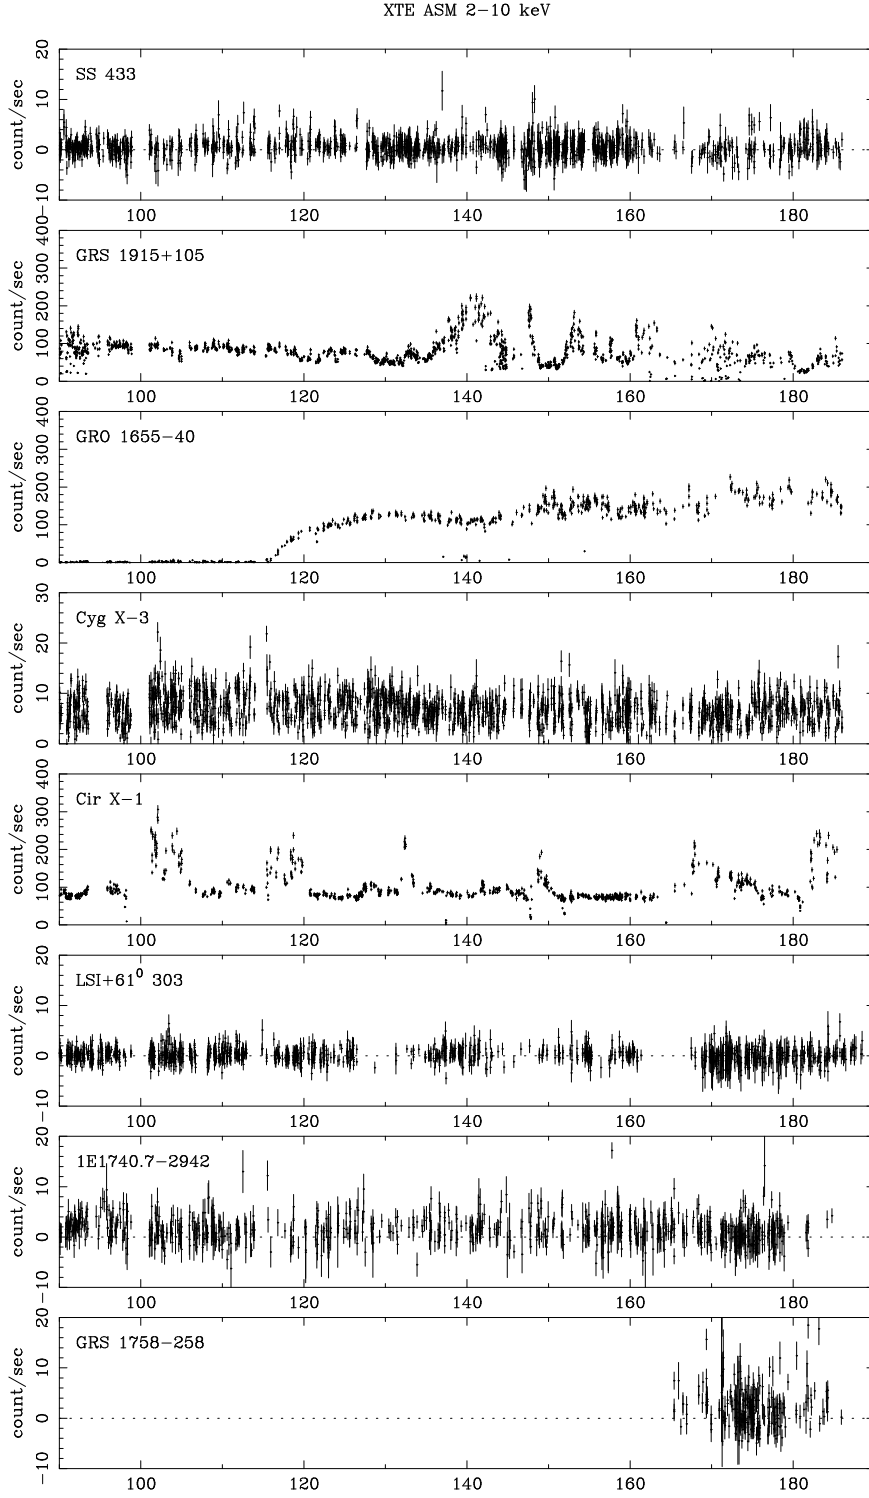 XTE ASM 2-10 keV
SS 433
count/sec
-10 0 10 20
100 120 140 160 180
GRS 1915+105
count/sec
0 100 200 300 400
100 120 140 160 180
GRO 1655-40
count/sec
0 100 200 300 400
100 120 140 160 180
Cyg X-3
count/sec
0 10 20 30
100 120 140 160 180
Cir X-1
count/sec
0 100 200 300 400
100 120 140 160 180
LSI+61⁰ 303
count/sec
-10 0 10 20
100 120 140 160 180
1E1740.7-2942
count/sec
-10 0 10 20
100 120 140 160 180
GRS 1758-258
count/sec
-10 0 10 20
100 120 140 160 180